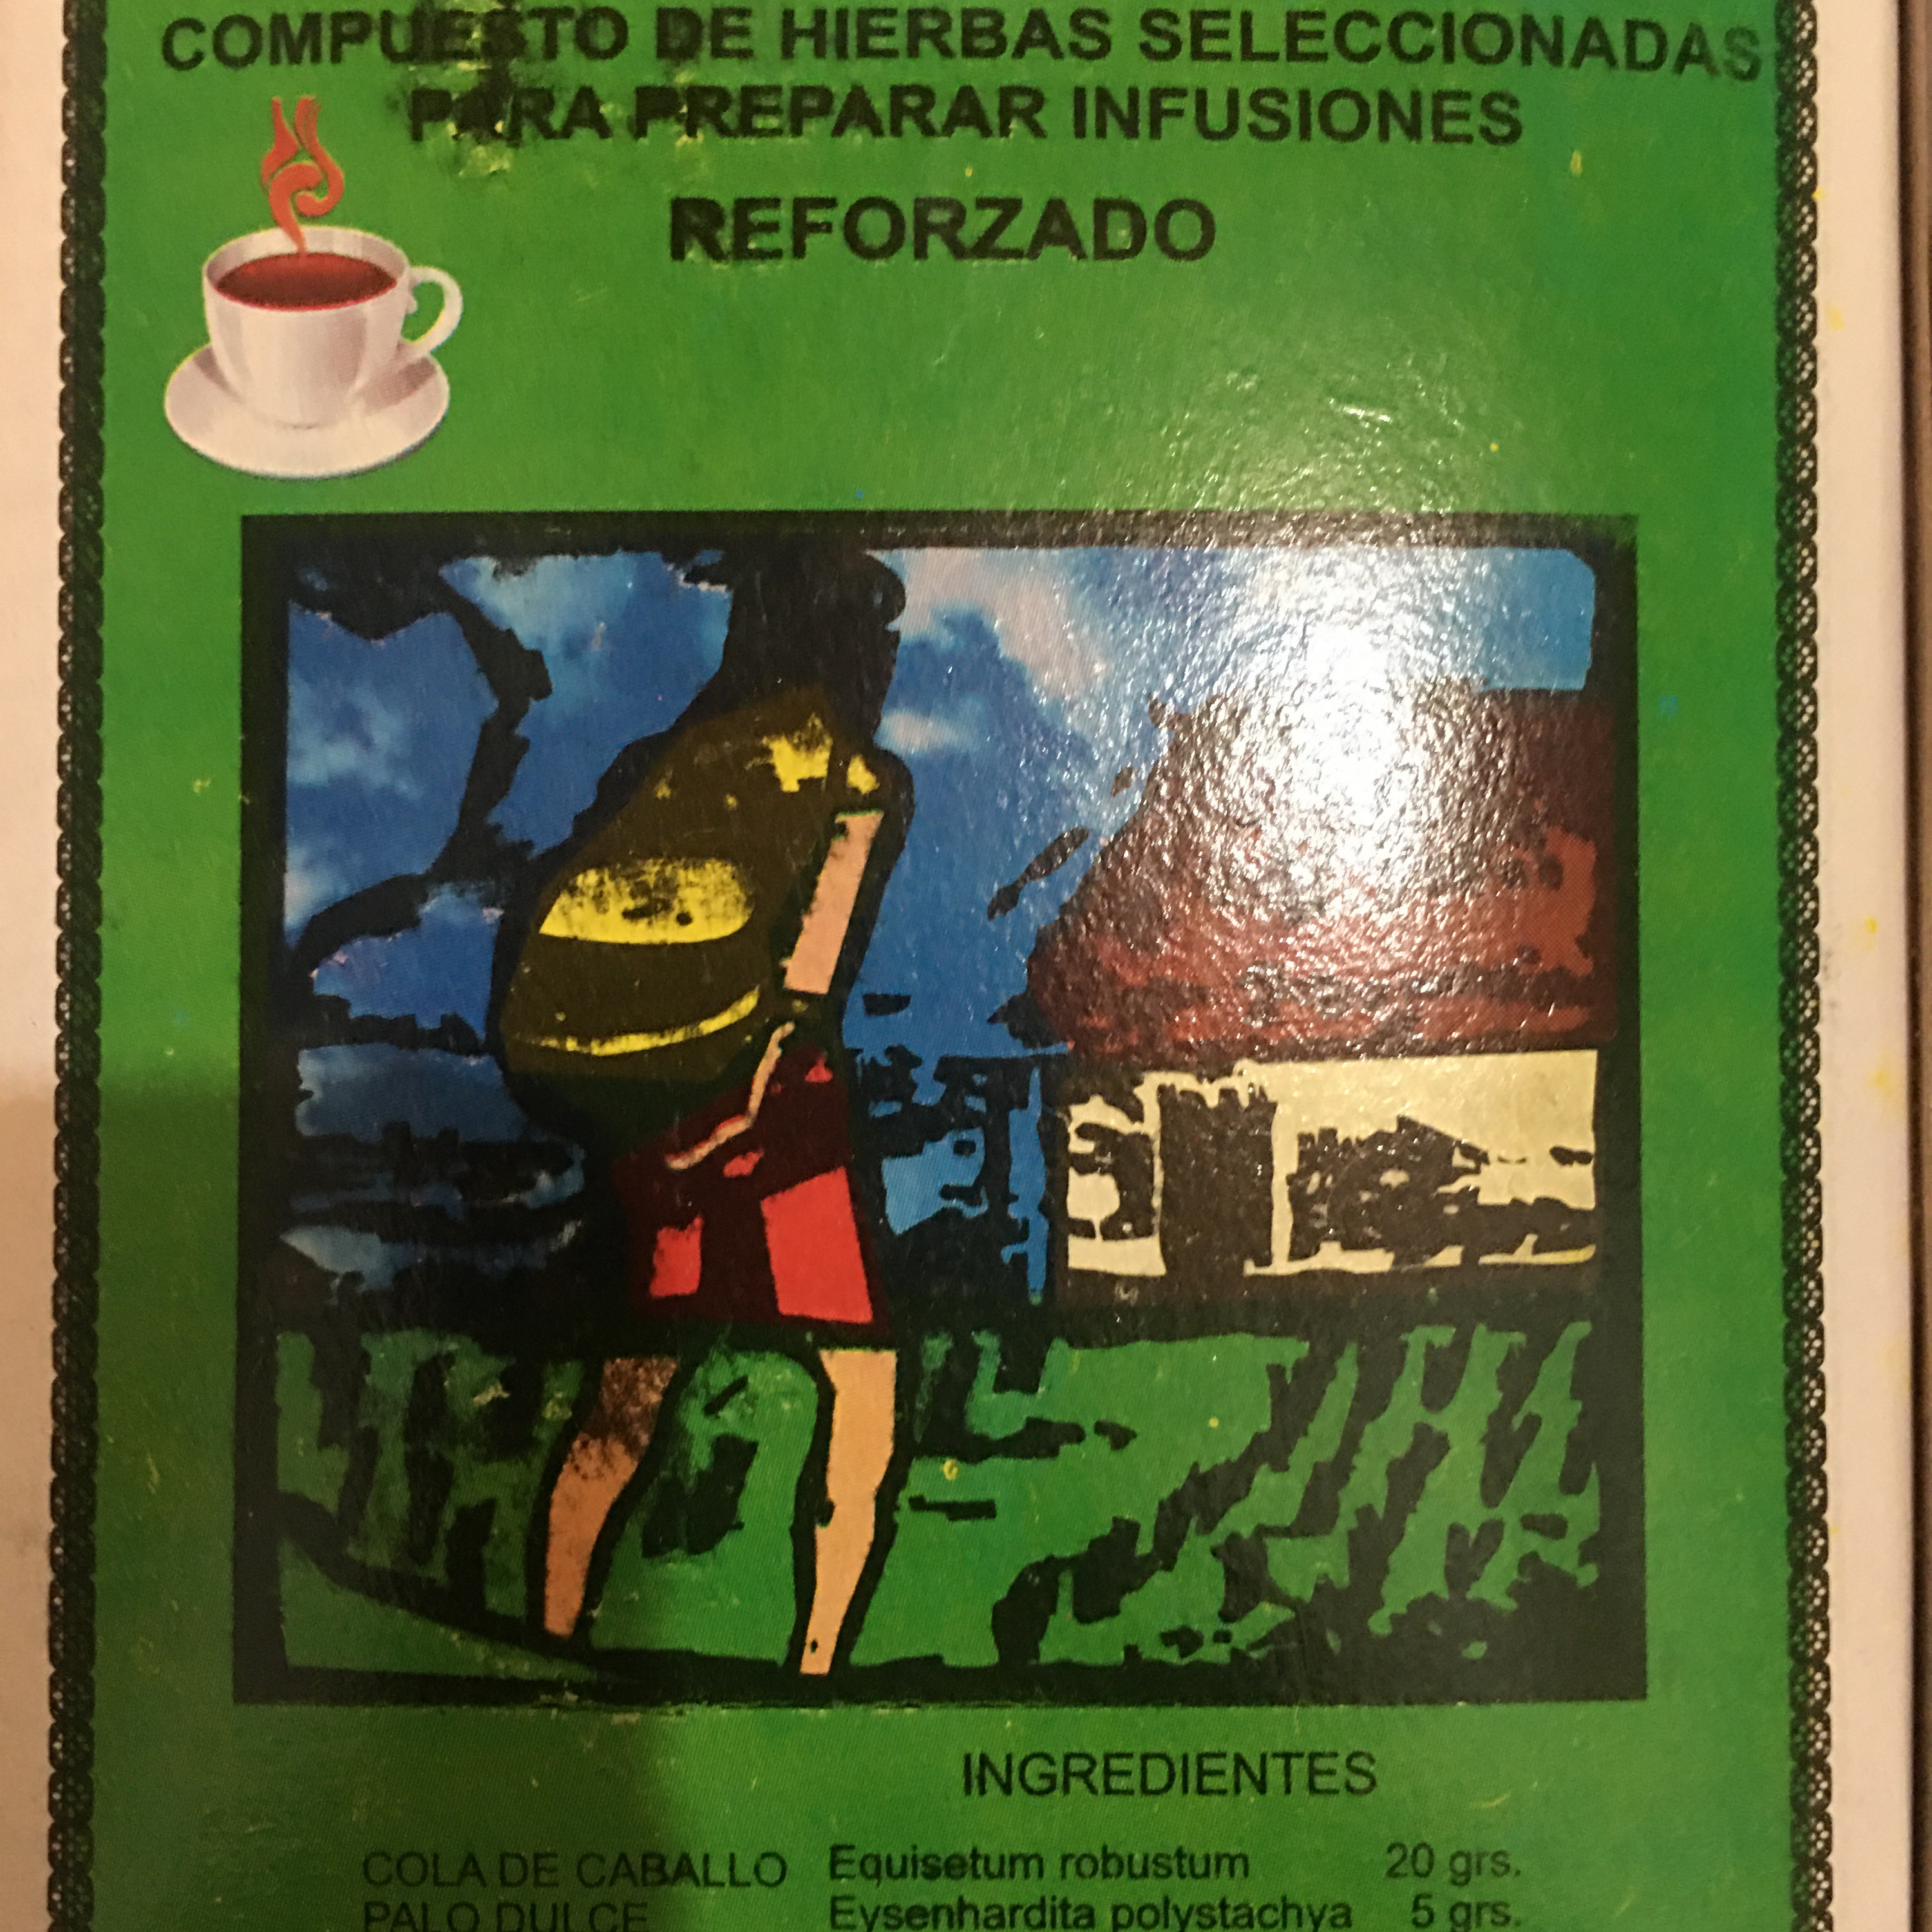 COMPUESTO DE HIERBAS SELECCIONADAS
PARA PREPARAR INFUSIONES
REFORZADO
INGREDIENTES
COLA DE CABALLO Equisetum robustum 20 grs.
PALO DULCE Eysenhardita polystachya 5 grs.